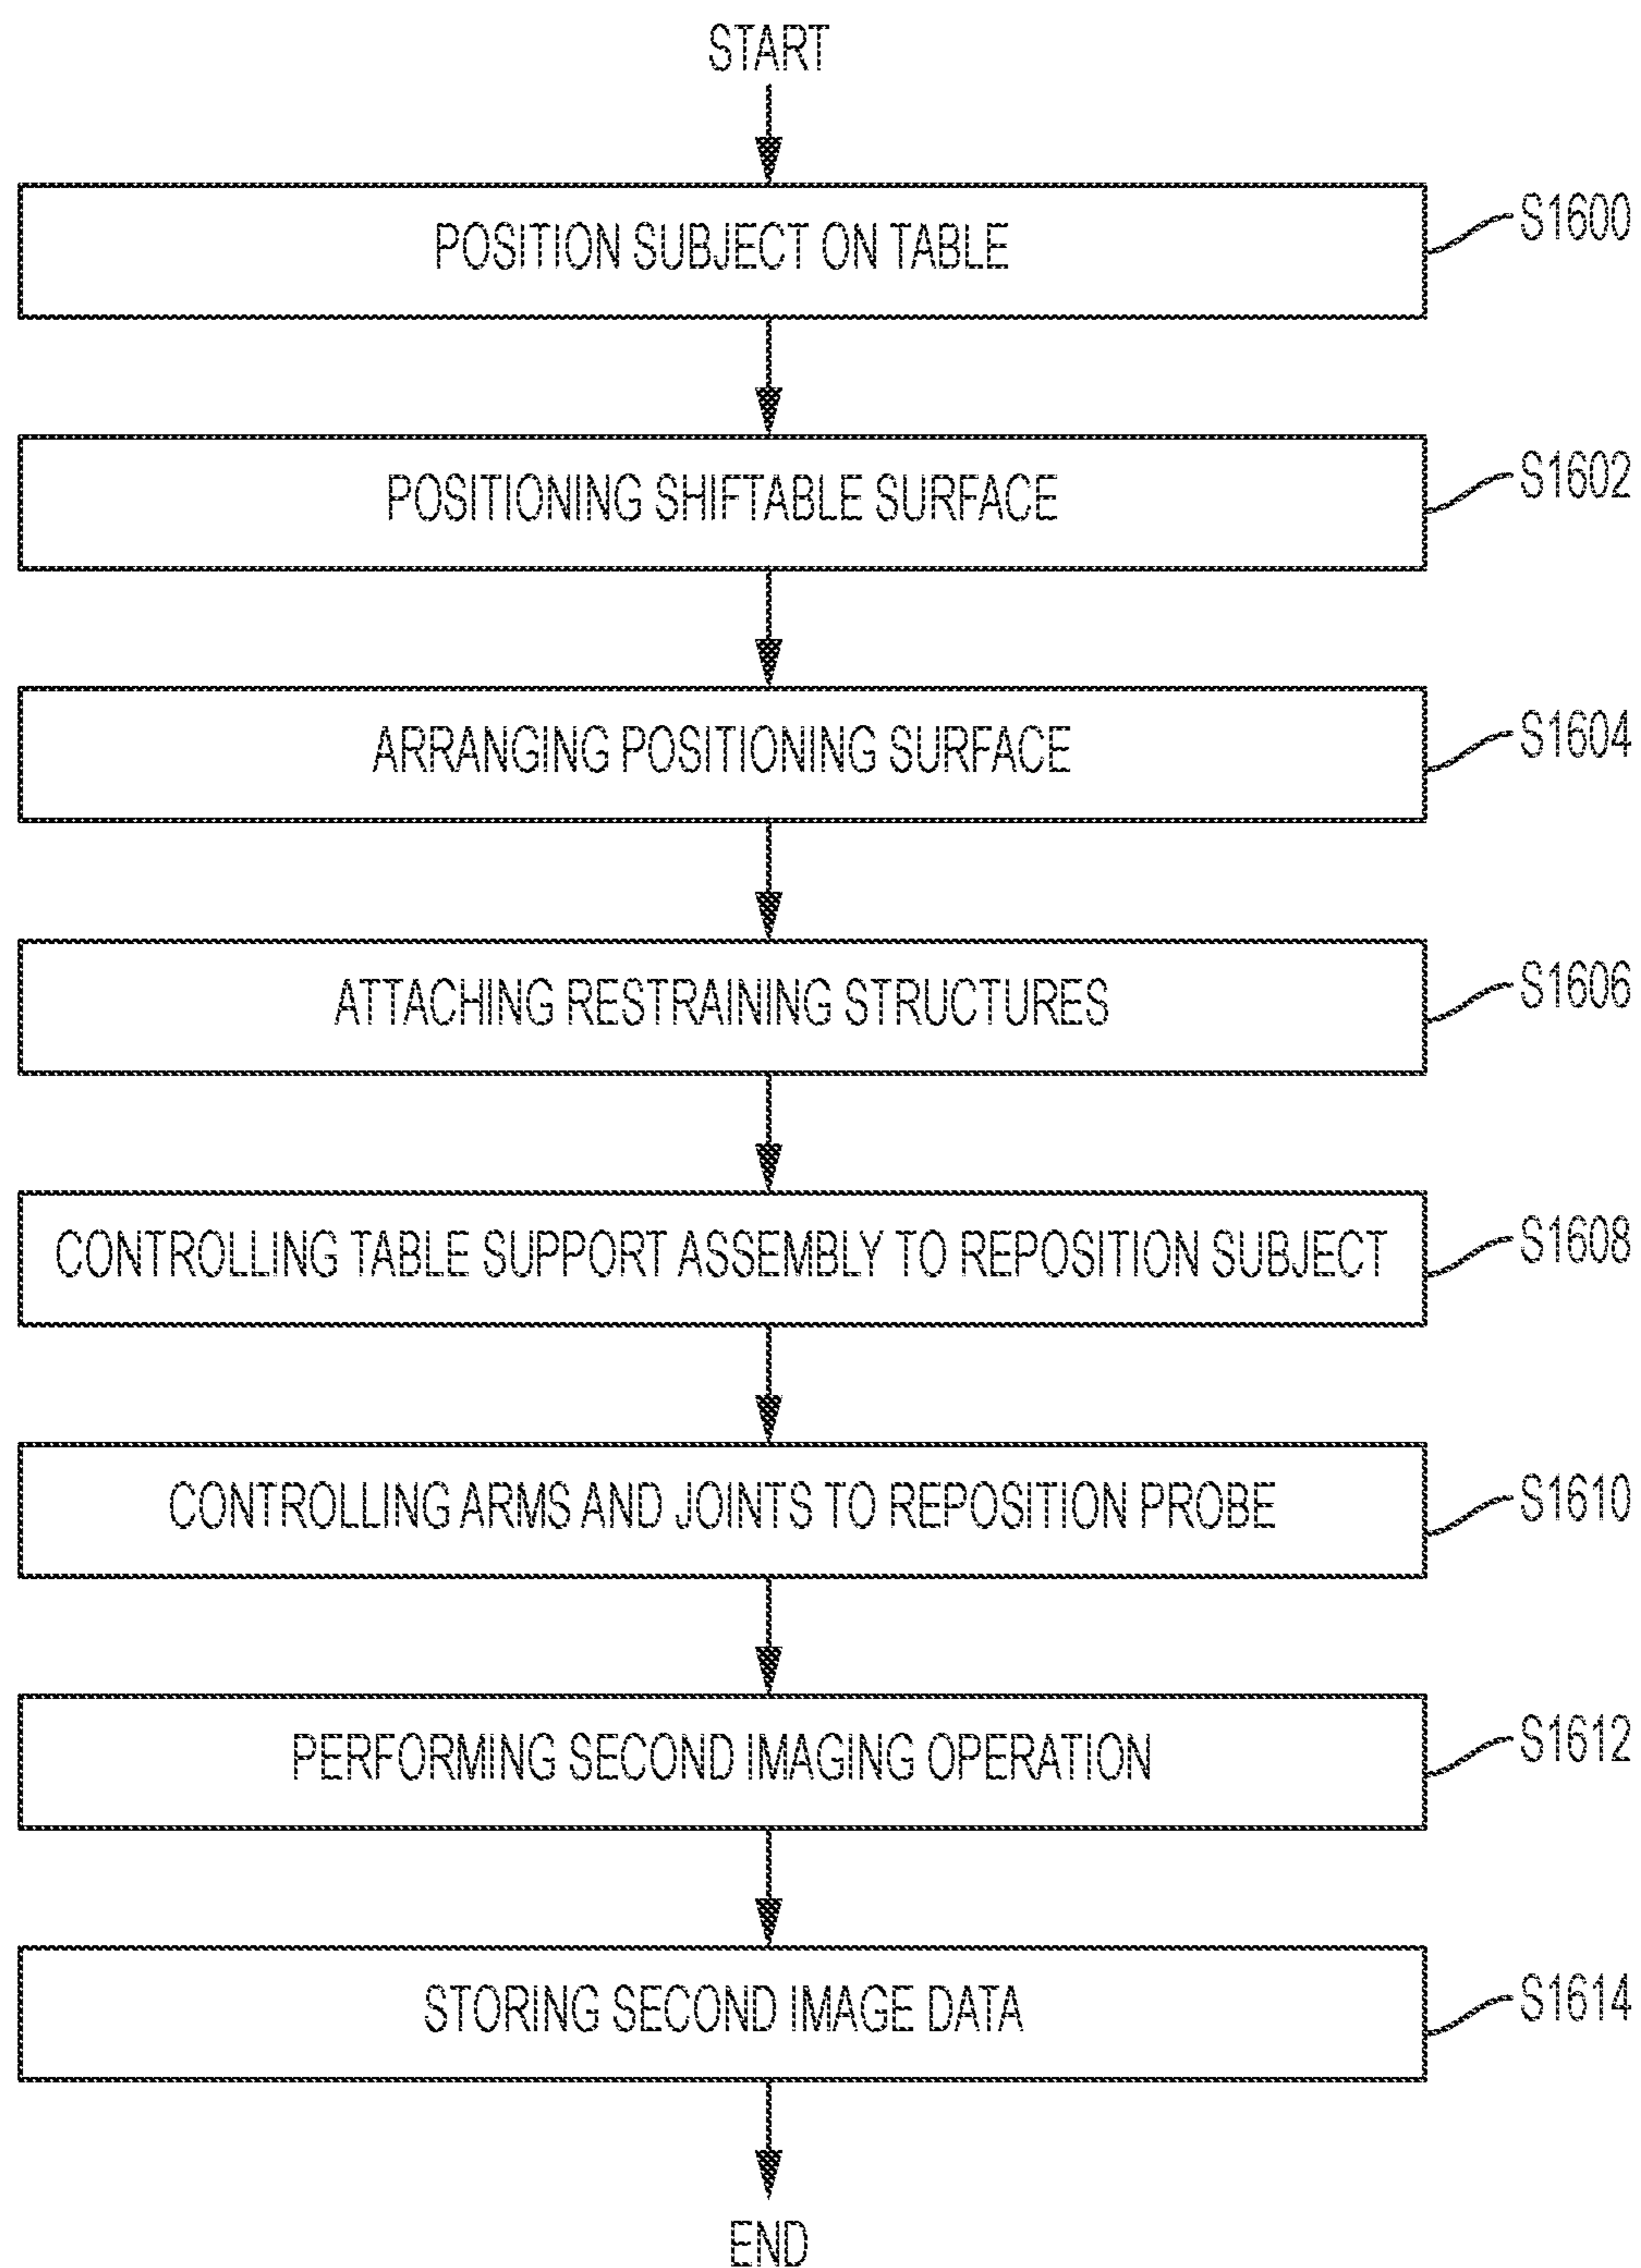 START
POSITION SUBJECT ON TABLE
S1600
POSITIONING SHIFTABLE SURFACE
S1602
ARRANGING POSITIONING SURFACE
S1604
ATTACHING RESTRAINING STRUCTURES
S1606
CONTROLLING TABLE SUPPORT ASSEMBLY TO REPOSITION SUBJECT
S1608
CONTROLLING ARMS AND JOINTS TO REPOSITION PROBE
S1610
PERFORMING SECOND IMAGING OPERATION
S1612
STORING SECOND IMAGE DATA
S1614
END